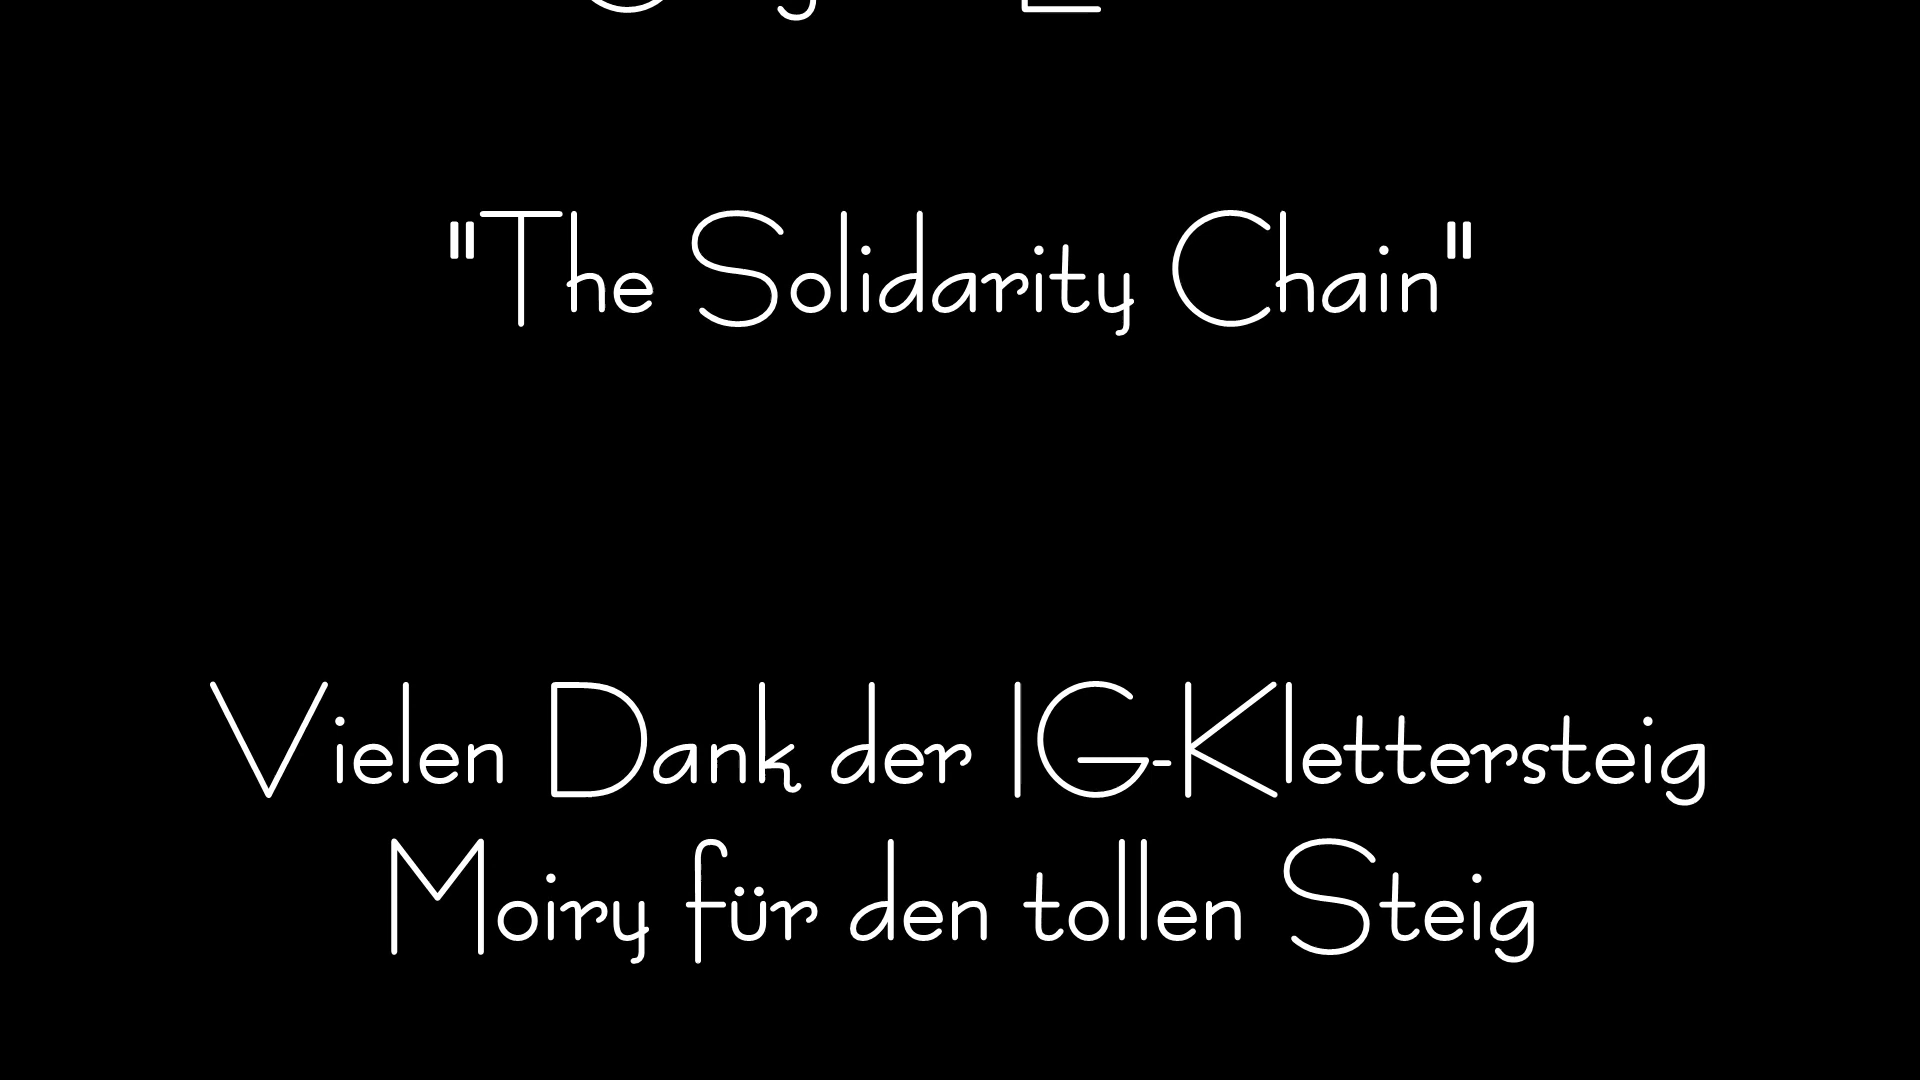 "The Solidarity Chain"
Vielen Dank der IG-Klettersteig
Moiry für den tollen Steig